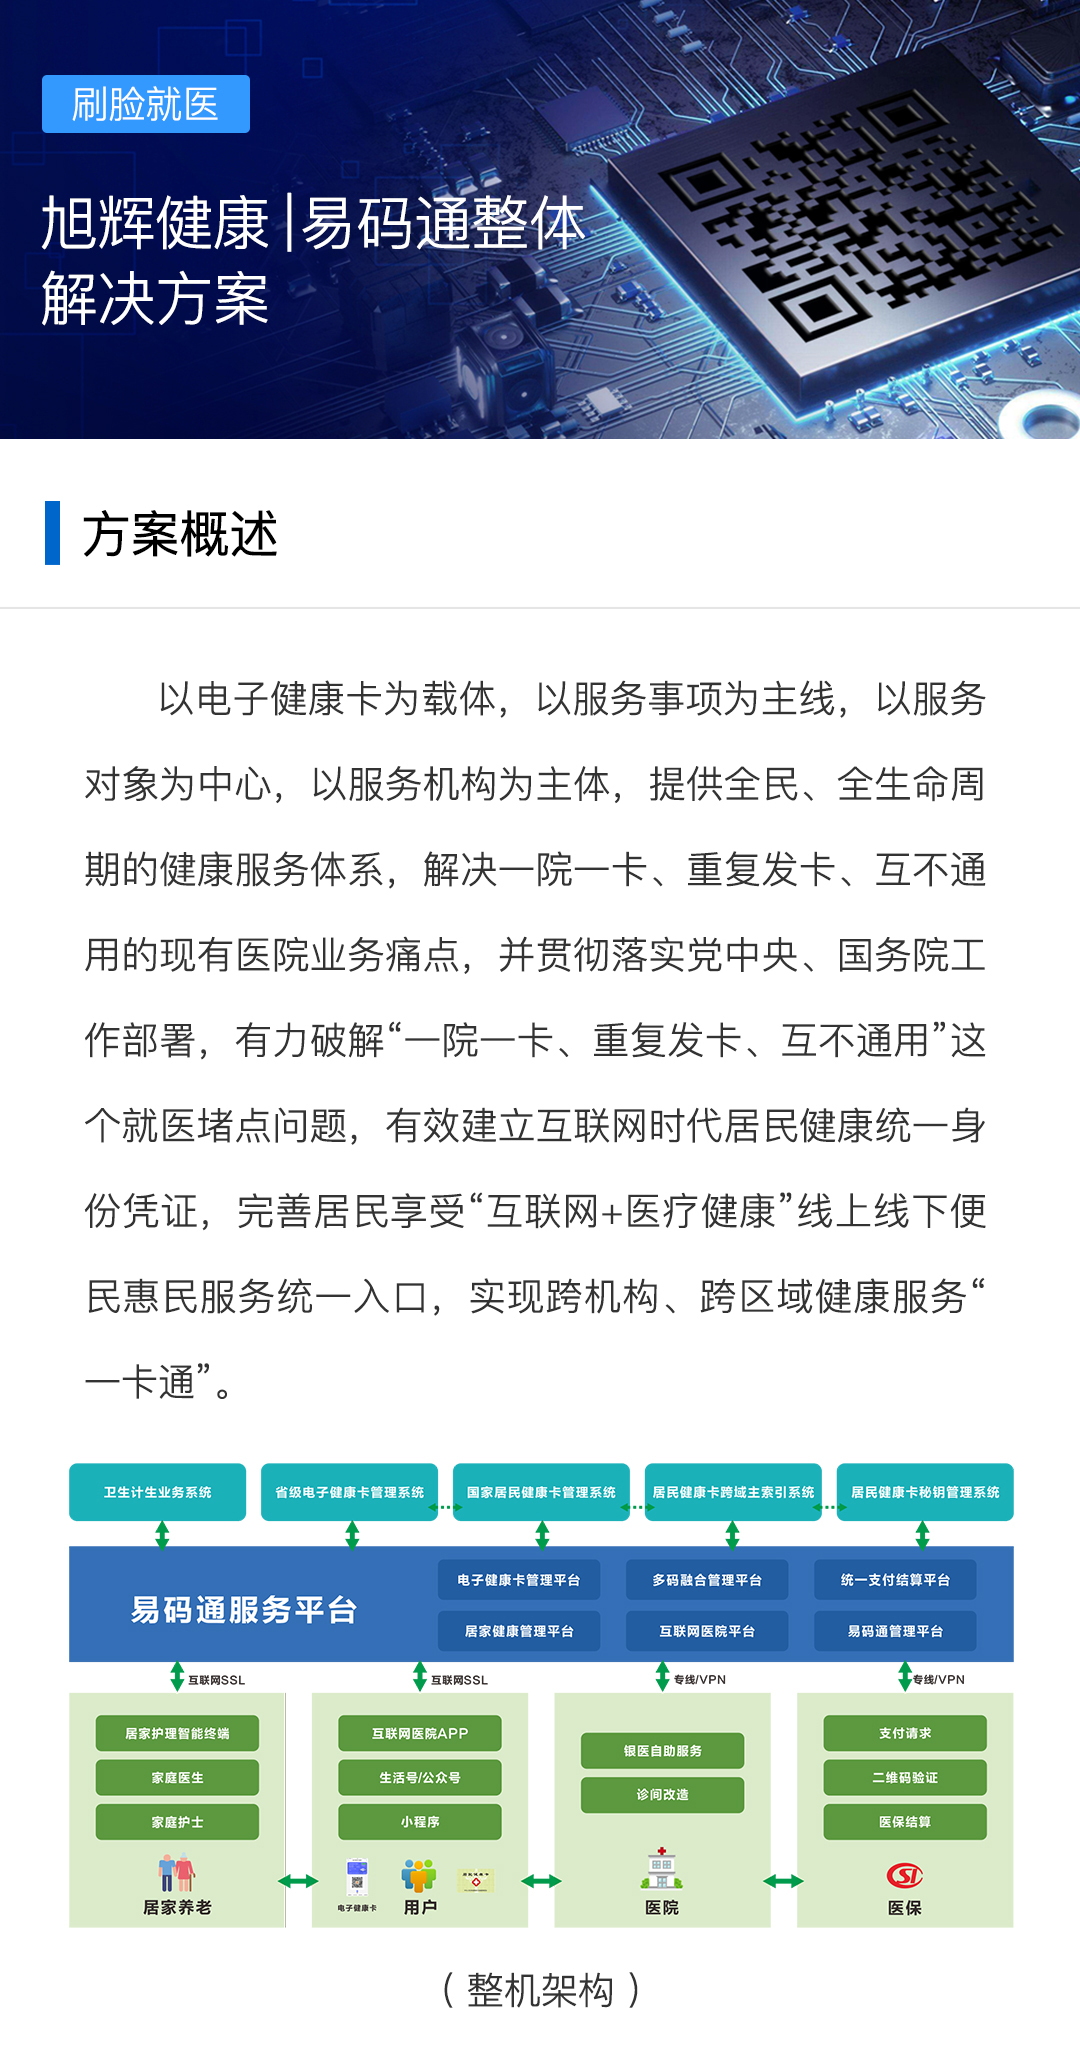 刷脸就医
旭辉健康|易码通整体
解决方案
方案概述
以电子健康卡为载体，以服务事项为主线，以服务
对象为中心，以服务机构为主体，提供全民、全生命周
期的健康服务体系，解决一院一卡、重复发卡、互不通
用的现有医院业务痛点，并贯彻落实党中央、国务院工
作部署，有力破解“一院一卡、重复发卡、互不通用”这
个就医堵点问题，有效建立互联网时代居民健康统一身
份凭证，完善居民享受“互联网+医疗健康”线上线下便
民惠民服务统一入口，实现跨机构、跨区域健康服务“
一卡通”。
卫生计生业务系统
省级电子健康卡管理系统
国家居民健康卡管理系统
居民健康卡跨域主索引系统
居民健康卡秘钥管理系统
易码通服务平台
电子健康卡管理平台
多码融合管理平台
统一支付结算平台
居家健康管理平台
互联网医院平台
易码通管理平台
互联网SSL
互联网SSL
专线/VPN
专线/VPN
居家护理智能终端
家庭医生
家庭护士
居家养老
互联网医院APP
生活号/公众号
小程序
电子健康卡
用户
银医自助服务
诊间改造
医院
支付请求
二维码验证
医保结算
医保
（整机架构）